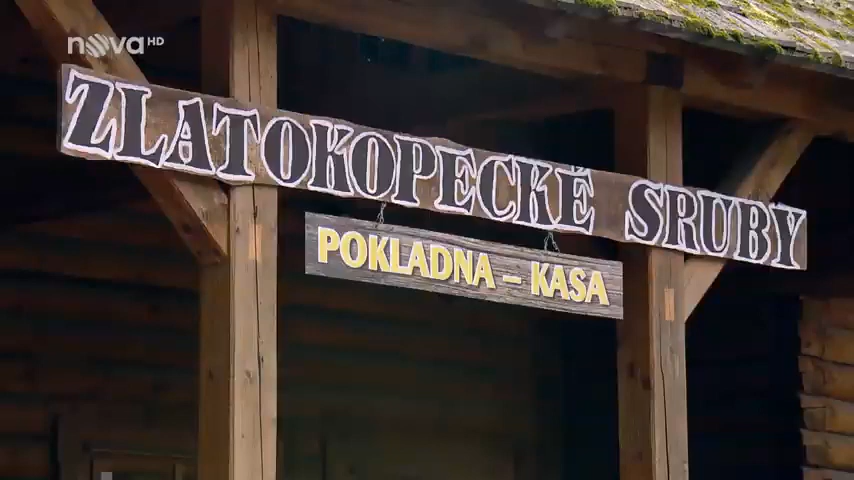 nova HD
ZLATOKOPECKÉ SRUBY
POKLADNA – KASA